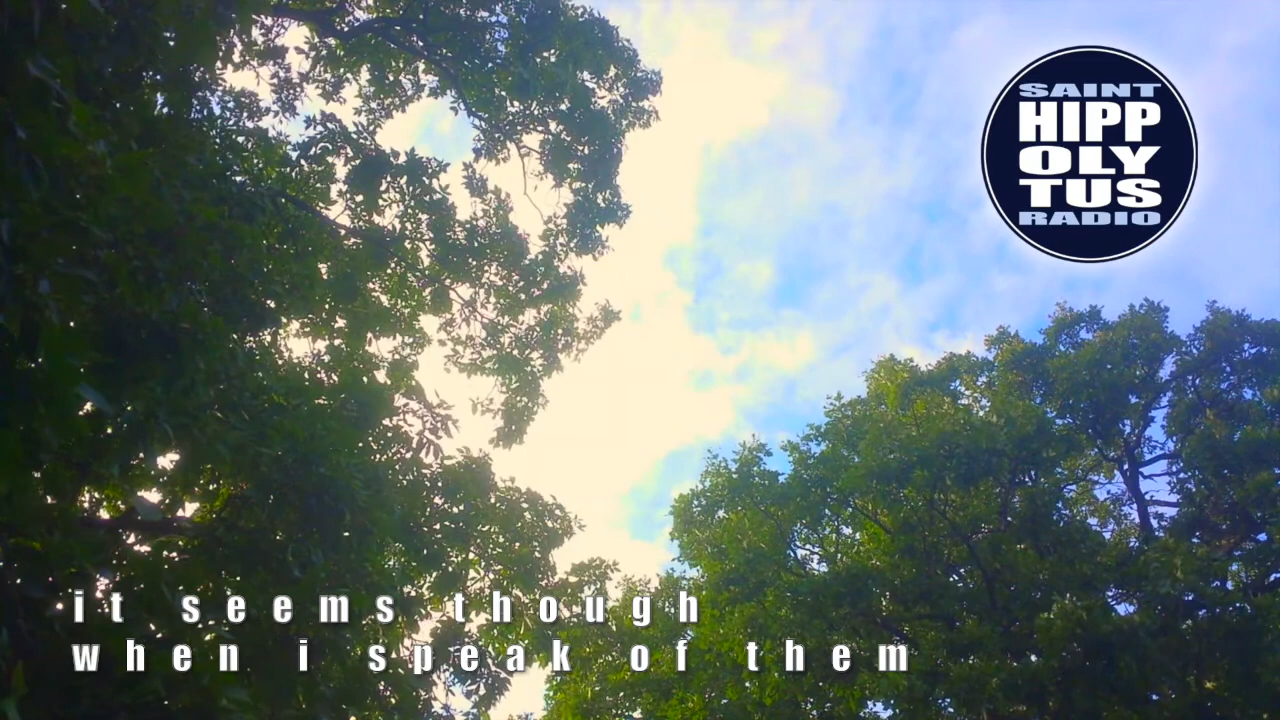 SAINT
HIPP
OLY
TUS
RADIO
it seems though
when i speak of them